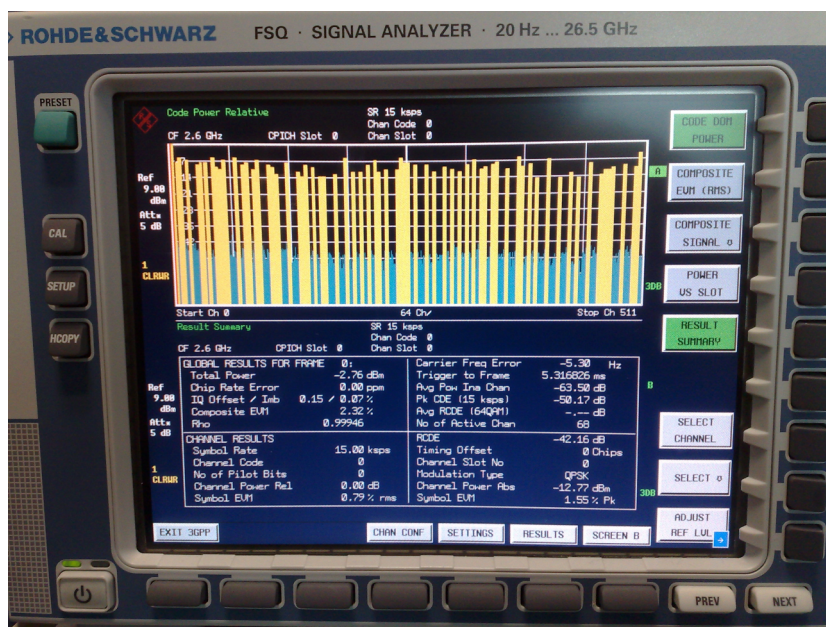 ROHDE&SCHWARZ FSQ · SIGNAL ANALYZER · 20 Hz ... 26.5 GHz
PRESET
CAL
SETUP
HCOPY
Code Power Relative SR 15 ksps
Chan Code 0
CF 2.6 GHz CPICH Slot 0 Chan Slot 0
Ref
9.00
dBm
Att*
5 dB
1
CLRWR
A
3DB
Start Ch 0 64 Ch/ Stop Ch 511
Result Summary SR 15 ksps
Chan Code 0
CF 2.6 GHz CPICH Slot 0 Chan Slot 0
Ref
9.00
dBm
Att*
5 dB
1
CLRWR
B
3DB
GLOBAL RESULTS FOR FRAME 0:
Total Power -2.76 dBm
Chip Rate Error 0.00 ppm
IQ Offset / Imb 0.15 / 0.07 %
Composite EVM 2.32 %
Rho 0.99946
Carrier Freq Error -5.30 Hz
Trigger to Frame 5.316826 ms
Avg Pow Ina Chan -63.50 dB
Pk CDE (15 ksps) -50.17 dB
Avg RCDE (64QAM) -.-- dB
No of Active Chan 68
CHANNEL RESULTS
Symbol Rate 15.00 ksps
Channel Code 0
No of Pilot Bits 0
Channel Power Rel 0.00 dB
Symbol EVM 0.79 % rms
RCDE -42.16 dB
Timing Offset 0 Chips
Channel Slot No 0
Modulation Type QPSK
Channel Power Abs -12.77 dBm
Symbol EVM 1.55 % Pk
CODE DOM
POWER
COMPOSITE
EVM (RMS)
COMPOSITE
SIGNAL
POWER
VS SLOT
RESULT
SUMMARY
SELECT
CHANNEL
SELECT
ADJUST
REF LVL
EXIT 3GPP CHAN CONF SETTINGS RESULTS SCREEN B
PREV NEXT